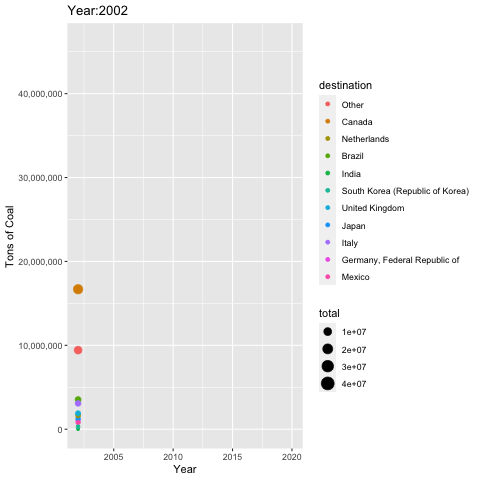 Year:2002
Tons of Coal
40,000,000
30,000,000
20,000,000
10,000,000
0
2005 2010 2015 2020
Year
destination
Other
Canada
Netherlands
Brazil
India
South Korea (Republic of Korea)
United Kingdom
Japan
Italy
Germany, Federal Republic of
Mexico
total
1e+07
2e+07
3e+07
4e+07